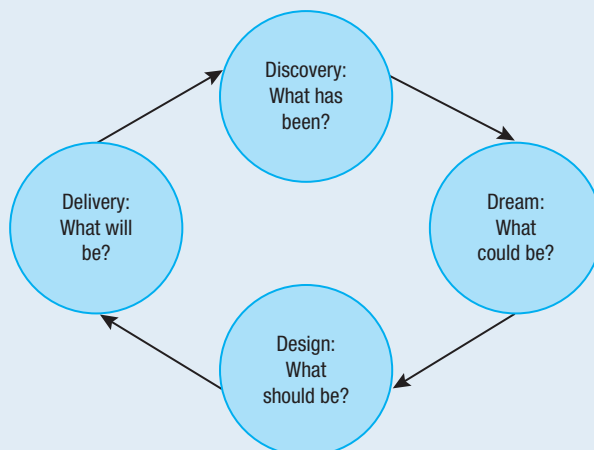 Discovery:
What has
been?
Dream:
What
could be?
Design:
What
should be?
Delivery:
What will
be?